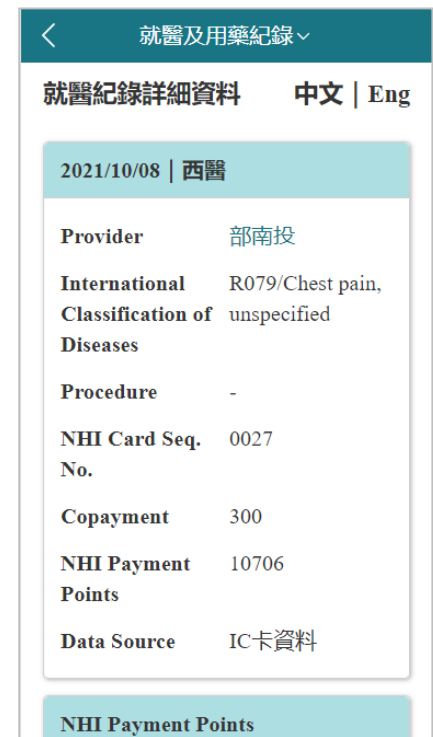 就醫及用藥紀錄
就醫紀錄詳細資料 中文｜Eng
2021/10/08｜西醫
Provider 部南投
International R079/Chest pain,
Classification of unspecified
Diseases
Procedure -
NHI Card Seq. 0027
No.
Copayment 300
NHI Payment 10706
Points
Data Source IC卡資料
NHI Payment Points